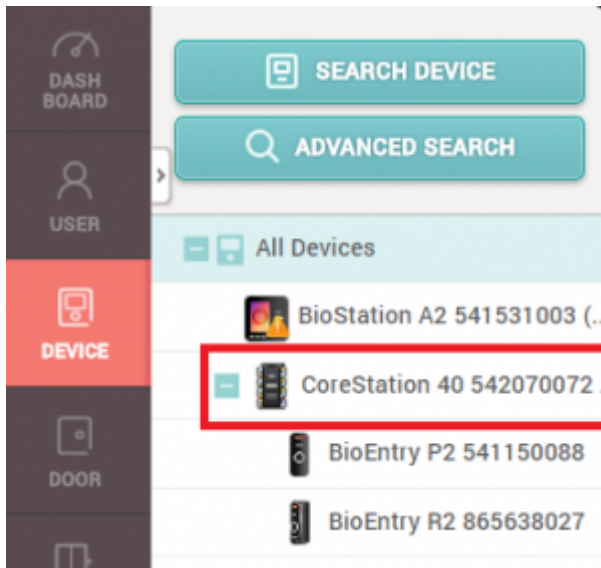 DASH
BOARD
USER
DEVICE
DOOR
SEARCH DEVICE
ADVANCED SEARCH
All Devices
BioStation A2 541531003 (..
CoreStation 40 542070072 .
BioEntry P2 541150088
BioEntry R2 865638027